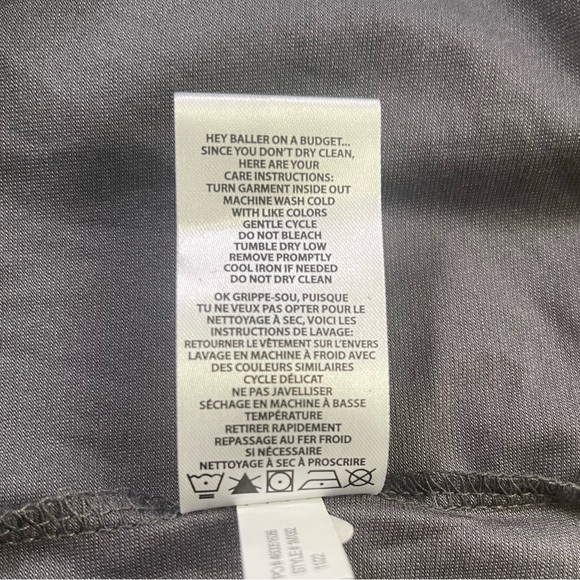 HEY BALLER ON A BUDGET...
SINCE YOU DON'T DRY CLEAN,
HERE ARE YOUR
CARE INSTRUCTIONS:
TURN GARMENT INSIDE OUT
MACHINE WASH COLD
WITH LIKE COLORS
GENTLE CYCLE
DO NOT BLEACH
TUMBLE DRY LOW
REMOVE PROMPTLY
COOL IRON IF NEEDED
DO NOT DRY CLEAN
OK GRIPPE-SOU, PUISQUE
TU NE VEUX PAS OPTER POUR LE
NETTOYAGE À SEC, VOICI LES
INSTRUCTIONS DE LAVAGE:
RETOURNER LE VÊTEMENT SUR L'ENVERS
LAVAGE EN MACHINE À FROID AVEC
DES COULEURS SIMILAIRES
CYCLE DÉLICAT
NE PAS JAVELLISER
SÉCHAGE EN MACHINE À BASSE
TEMPÉRATURE
RETIRER RAPIDEMENT
REPASSAGE AU FER FROID
SI NÉCESSAIRE
NETTOYAGE À SEC À PROSCRIRE